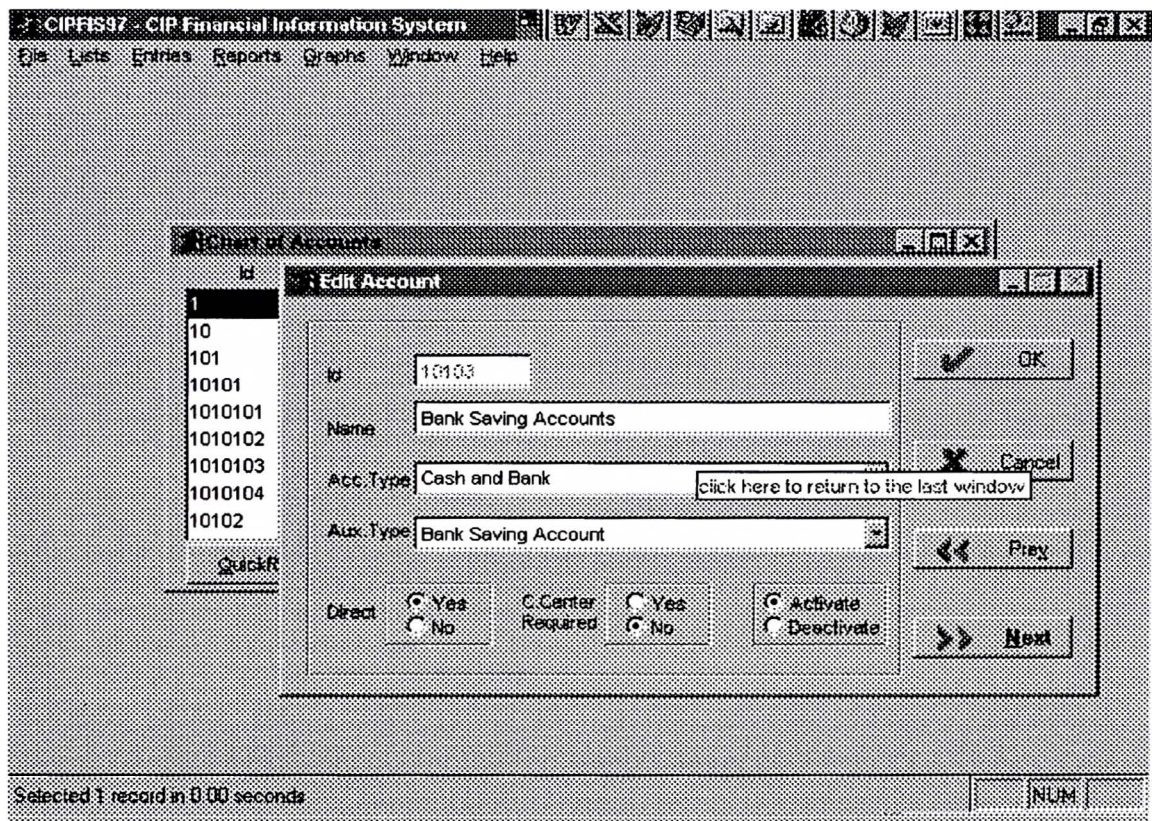 CIPFIS97 - CIP Financial Information System
File Lists Entries Reports Graphs Window Help
Chart of Accounts
Id
1
10
101
10101
1010101
1010102
1010103
1010104
10102
QuickR
Edit Account
Id 10103
Name Bank Saving Accounts
Acc.Type Cash and Bank
Aux.Type Bank Saving Account
Direct Yes No
C.Center Required Yes No
Activate Deactivate
OK
Cancel
click here to return to the last window
Prev
Next
Selected 1 record in 0.00 seconds
NUM